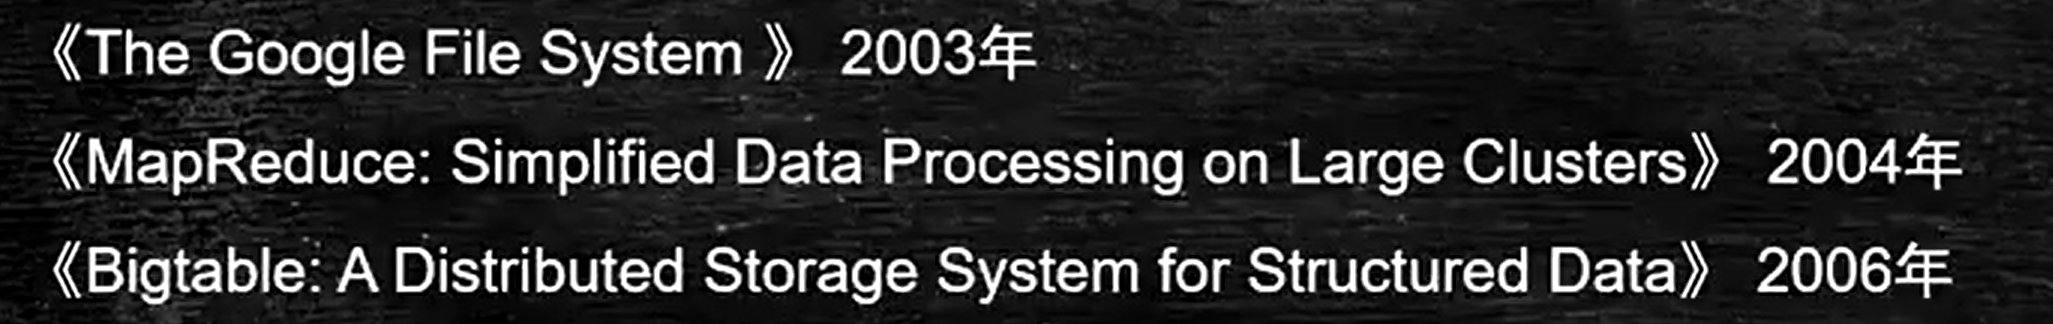 《The Google File System 》 2003年
《MapReduce: Simplified Data Processing on Large Clusters》 2004年
《Bigtable: A Distributed Storage System for Structured Data》 2006年